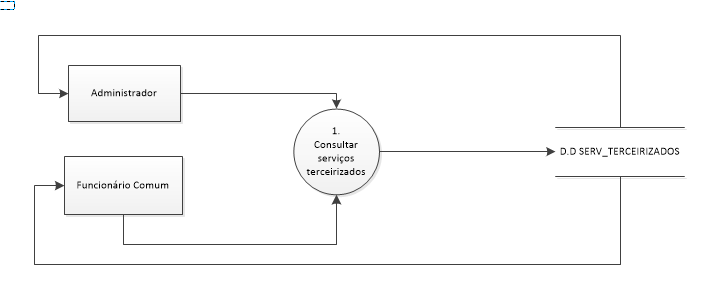 Administrador
1.
Consultar
serviços
terceirizados
D.D SERV_TERCEIRIZADOS
Funcionário Comum